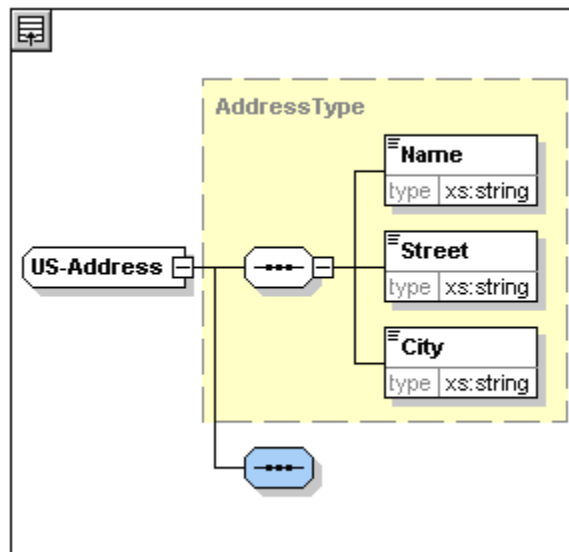 AddressType
Name
type xs:string
US-Address
Street
type xs:string
City
type xs:string